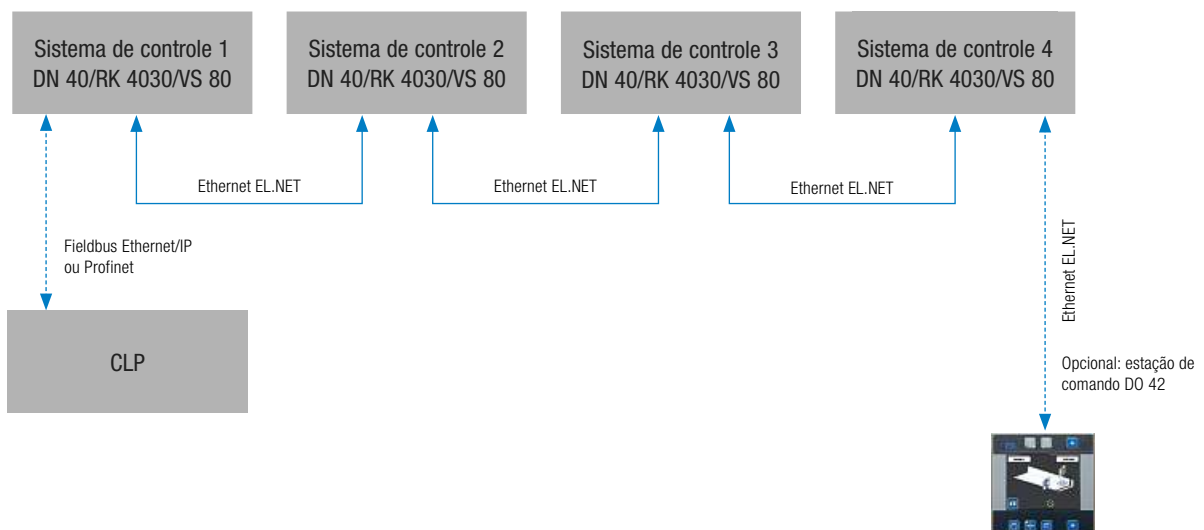 Sistema de controle 1
DN 40/RK 4030/VS 80
Sistema de controle 2
DN 40/RK 4030/VS 80
Sistema de controle 3
DN 40/RK 4030/VS 80
Sistema de controle 4
DN 40/RK 4030/VS 80
Ethernet EL.NET
Ethernet EL.NET
Ethernet EL.NET
Fieldbus Ethernet/IP
ou Profinet
Ethernet EL.NET
CLP
Opcional: estação de
comando DO 42